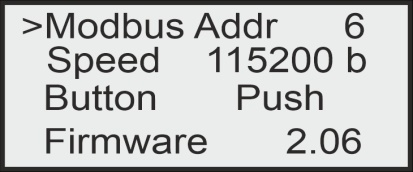 >Modbus Addr 6
Speed 115200 b
Button Push
Firmware 2.06